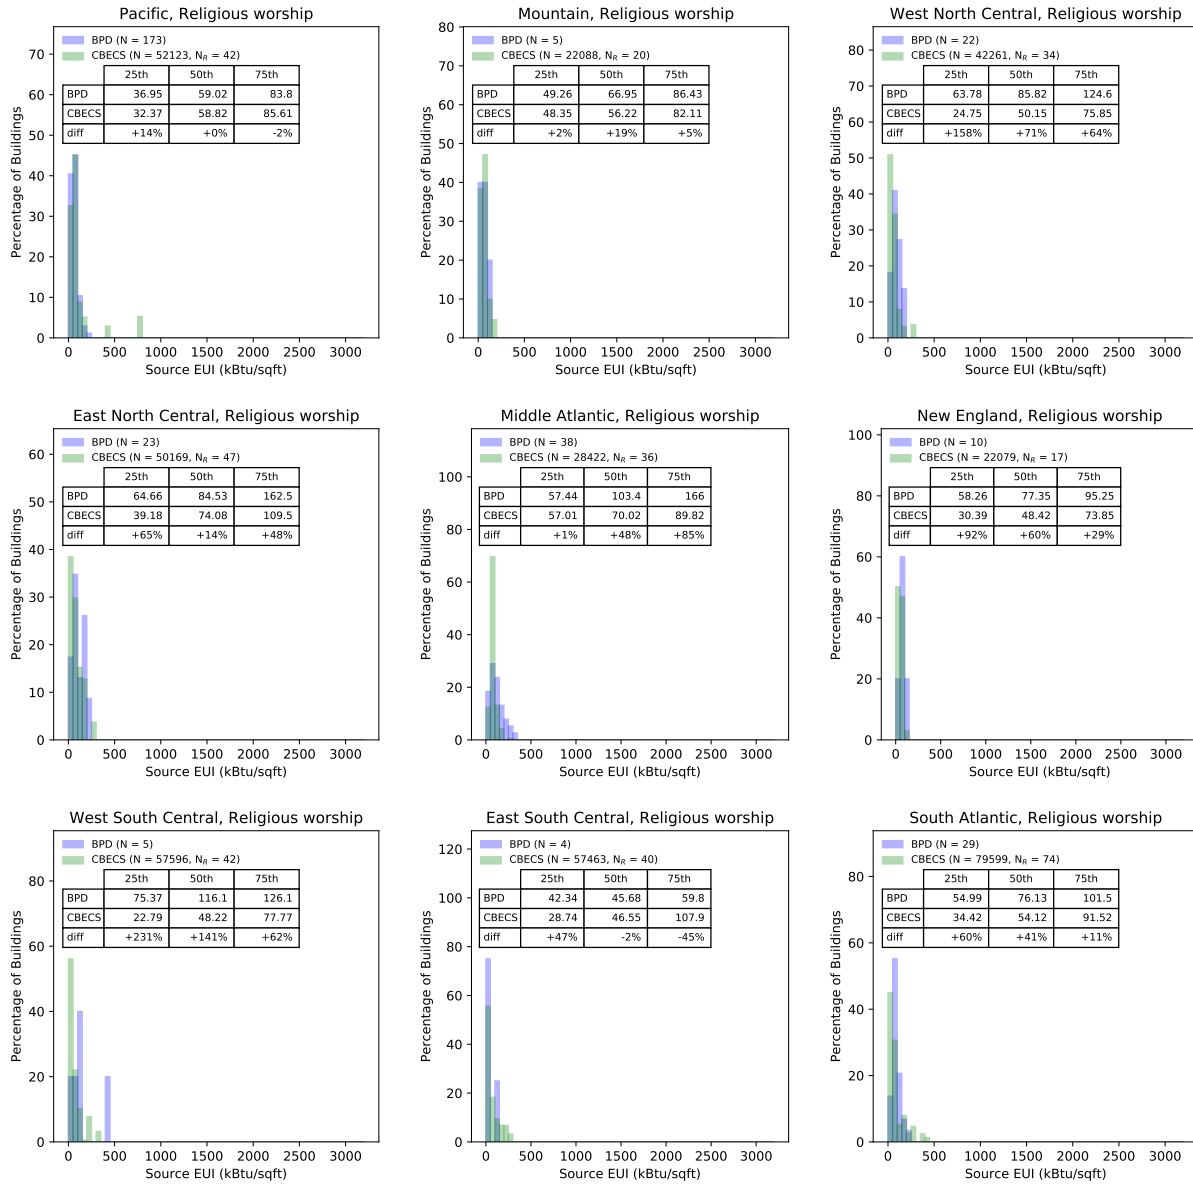 Pacific, Religious worship
BPD (N = 173)
CBECS (N = 52123, N_R = 42)
25th 50th 75th
BPD 36.95 59.02 83.8
CBECS 32.37 58.82 85.61
diff +14% +0% -2%
70
60
50
40
30
20
10
0
Percentage of Buildings
0 500 1000 1500 2000 2500 3000
Source EUI (kBtu/sqft)
Mountain, Religious worship
BPD (N = 5)
CBECS (N = 22088, N_R = 20)
25th 50th 75th
BPD 49.26 66.95 86.43
CBECS 48.35 56.22 82.11
diff +2% +19% +5%
80
70
60
50
40
30
20
10
0
Percentage of Buildings
0 500 1000 1500 2000 2500 3000
Source EUI (kBtu/sqft)
West North Central, Religious worship
BPD (N = 22)
CBECS (N = 42261, N_R = 34)
25th 50th 75th
BPD 63.78 85.82 124.6
CBECS 24.75 50.15 75.85
diff +158% +71% +64%
80
70
60
50
40
30
20
10
0
Percentage of Buildings
0 500 1000 1500 2000 2500 3000
Source EUI (kBtu/sqft)
East North Central, Religious worship
BPD (N = 23)
CBECS (N = 50169, N_R = 47)
25th 50th 75th
BPD 64.66 84.53 162.5
CBECS 39.18 74.08 109.5
diff +65% +14% +48%
60
50
40
30
20
10
0
Percentage of Buildings
0 500 1000 1500 2000 2500 3000
Source EUI (kBtu/sqft)
Middle Atlantic, Religious worship
BPD (N = 38)
CBECS (N = 28422, N_R = 36)
25th 50th 75th
BPD 57.44 103.4 166
CBECS 57.01 70.02 89.82
diff +1% +48% +85%
100
80
60
40
20
0
Percentage of Buildings
0 500 1000 1500 2000 2500 3000
Source EUI (kBtu/sqft)
New England, Religious worship
BPD (N = 10)
CBECS (N = 22079, N_R = 17)
25th 50th 75th
BPD 58.26 77.35 95.25
CBECS 30.39 48.42 73.85
diff +92% +60% +29%
100
80
60
40
20
0
Percentage of Buildings
0 500 1000 1500 2000 2500 3000
Source EUI (kBtu/sqft)
West South Central, Religious worship
BPD (N = 5)
CBECS (N = 57596, N_R = 42)
25th 50th 75th
BPD 75.37 116.1 126.1
CBECS 22.79 48.22 77.77
diff +231% +141% +62%
80
60
40
20
0
Percentage of Buildings
0 500 1000 1500 2000 2500 3000
Source EUI (kBtu/sqft)
East South Central, Religious worship
BPD (N = 4)
CBECS (N = 57463, N_R = 40)
25th 50th 75th
BPD 42.34 45.68 59.8
CBECS 28.74 46.55 107.9
diff +47% -2% -45%
120
100
80
60
40
20
0
Percentage of Buildings
0 500 1000 1500 2000 2500 3000
Source EUI (kBtu/sqft)
South Atlantic, Religious worship
BPD (N = 29)
CBECS (N = 79599, N_R = 74)
25th 50th 75th
BPD 54.99 76.13 101.5
CBECS 34.42 54.12 91.52
diff +60% +41% +11%
80
60
40
20
0
Percentage of Buildings
0 500 1000 1500 2000 2500 3000
Source EUI (kBtu/sqft)